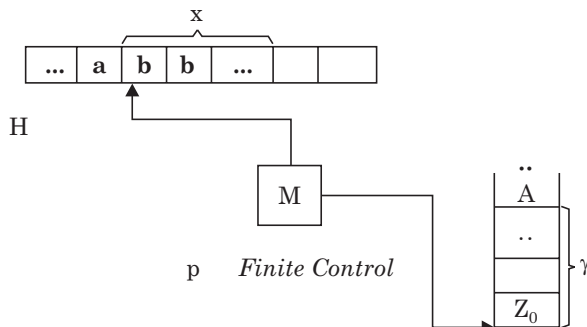 x
... a b b ...
H
M
..
A
..
γ
p Finite Control
Z0